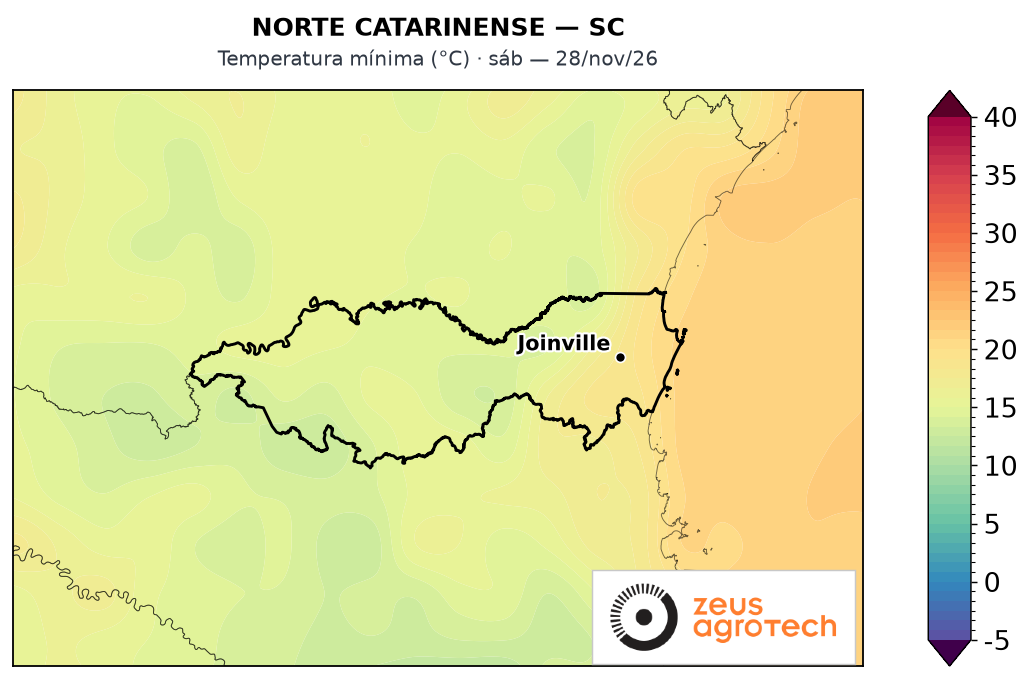 NORTE CATARINENSE — SC
Temperatura mínima (°C) · sáb — 28/nov/26
40
35
30
25
20
15
10
5
0
-5
Joinville
zeus
agrotech